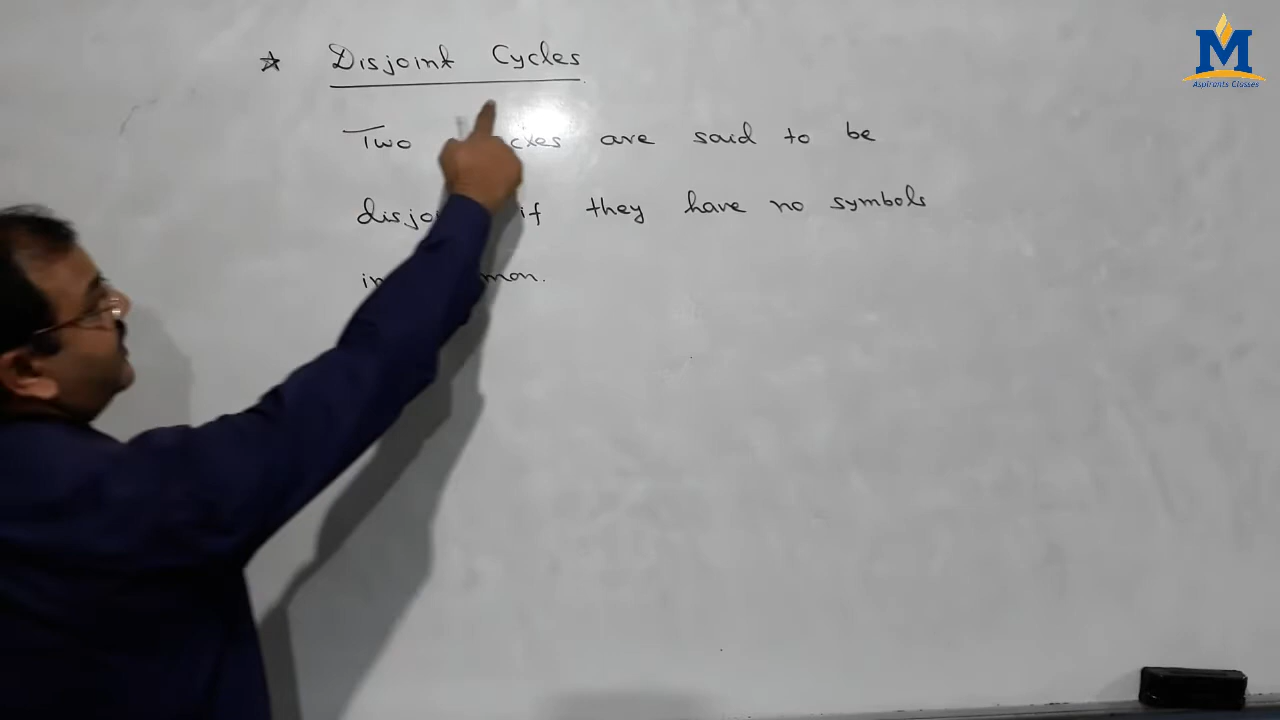 ☆ Disjoint Cycles
Two are said to be
if they have no symbols
M
Aspirants Classes